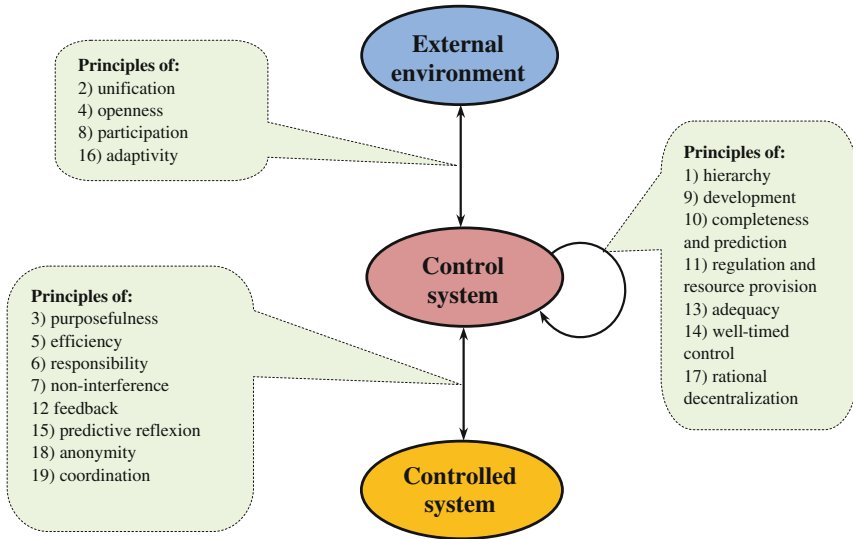 External
environment
Principles of:
2) unification
4) openness
8) participation
16) adaptivity
Principles of:
1) hierarchy
9) development
10) completeness
and prediction
11) regulation and
resource provision
13) adequacy
14) well-timed
control
17) rational
decentralization
Control
system
Principles of:
3) purposefulness
5) efficiency
6) responsibility
7) non-interference
12 feedback
15) predictive reflexion
18) anonymity
19) coordination
Controlled
system